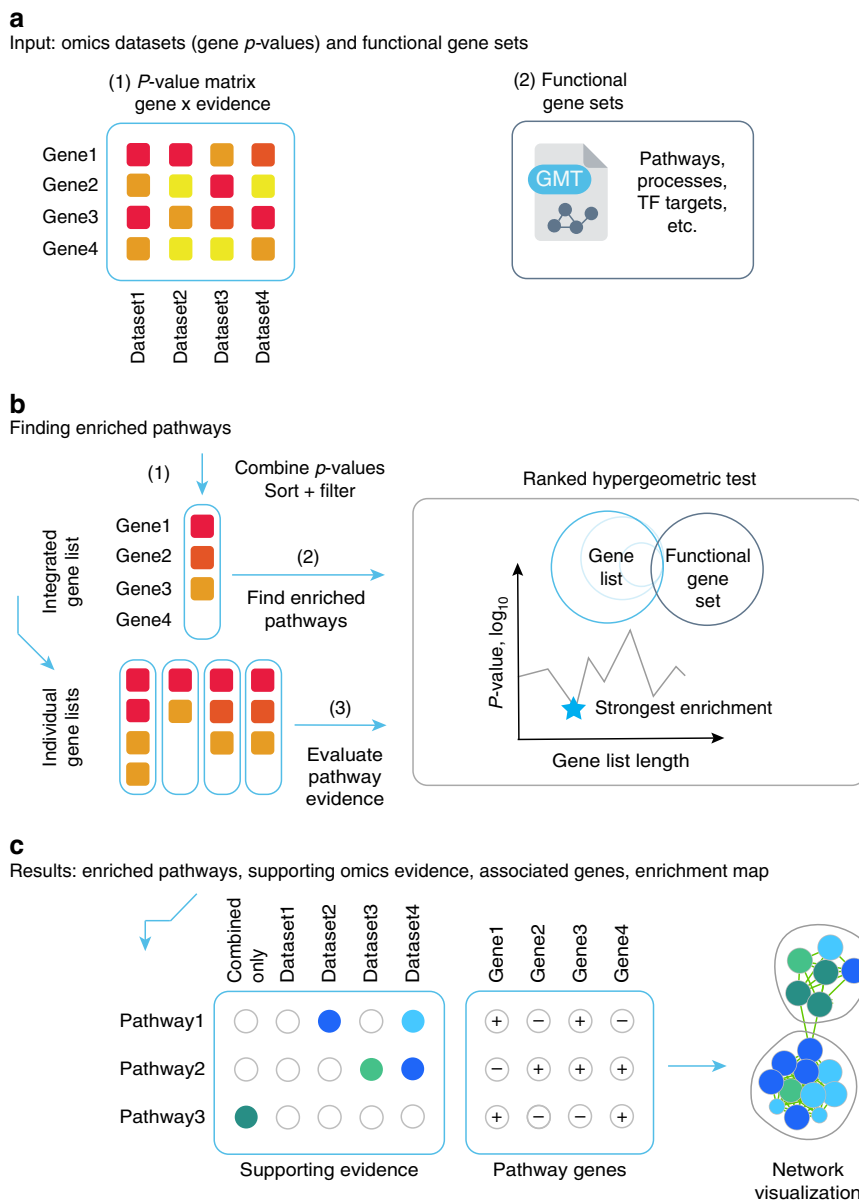 a
Input: omics datasets (gene p-values) and functional gene sets
(1) P-value matrix
gene x evidence
Gene1
Gene2
Gene3
Gene4
Dataset1
Dataset2
Dataset3
Dataset4
(2) Functional
gene sets
GMT
Pathways,
processes,
TF targets,
etc.
b
Finding enriched pathways
(1)
Combine p-values
Sort + filter
Integrated
gene list
Gene1
Gene2
Gene3
Gene4
(2)
Find enriched
pathways
Individual
gene lists
(3)
Evaluate
pathway
evidence
Ranked hypergeometric test
Gene
list
Functional
gene
set
P-value, log10
Strongest enrichment
Gene list length
c
Results: enriched pathways, supporting omics evidence, associated genes, enrichment map
Combined
only
Dataset1
Dataset2
Dataset3
Dataset4
Gene1
Gene2
Gene3
Gene4
Pathway1
+ − + −
Pathway2
− + + +
Pathway3
+ − − +
Supporting evidence
Pathway genes
Network
visualization